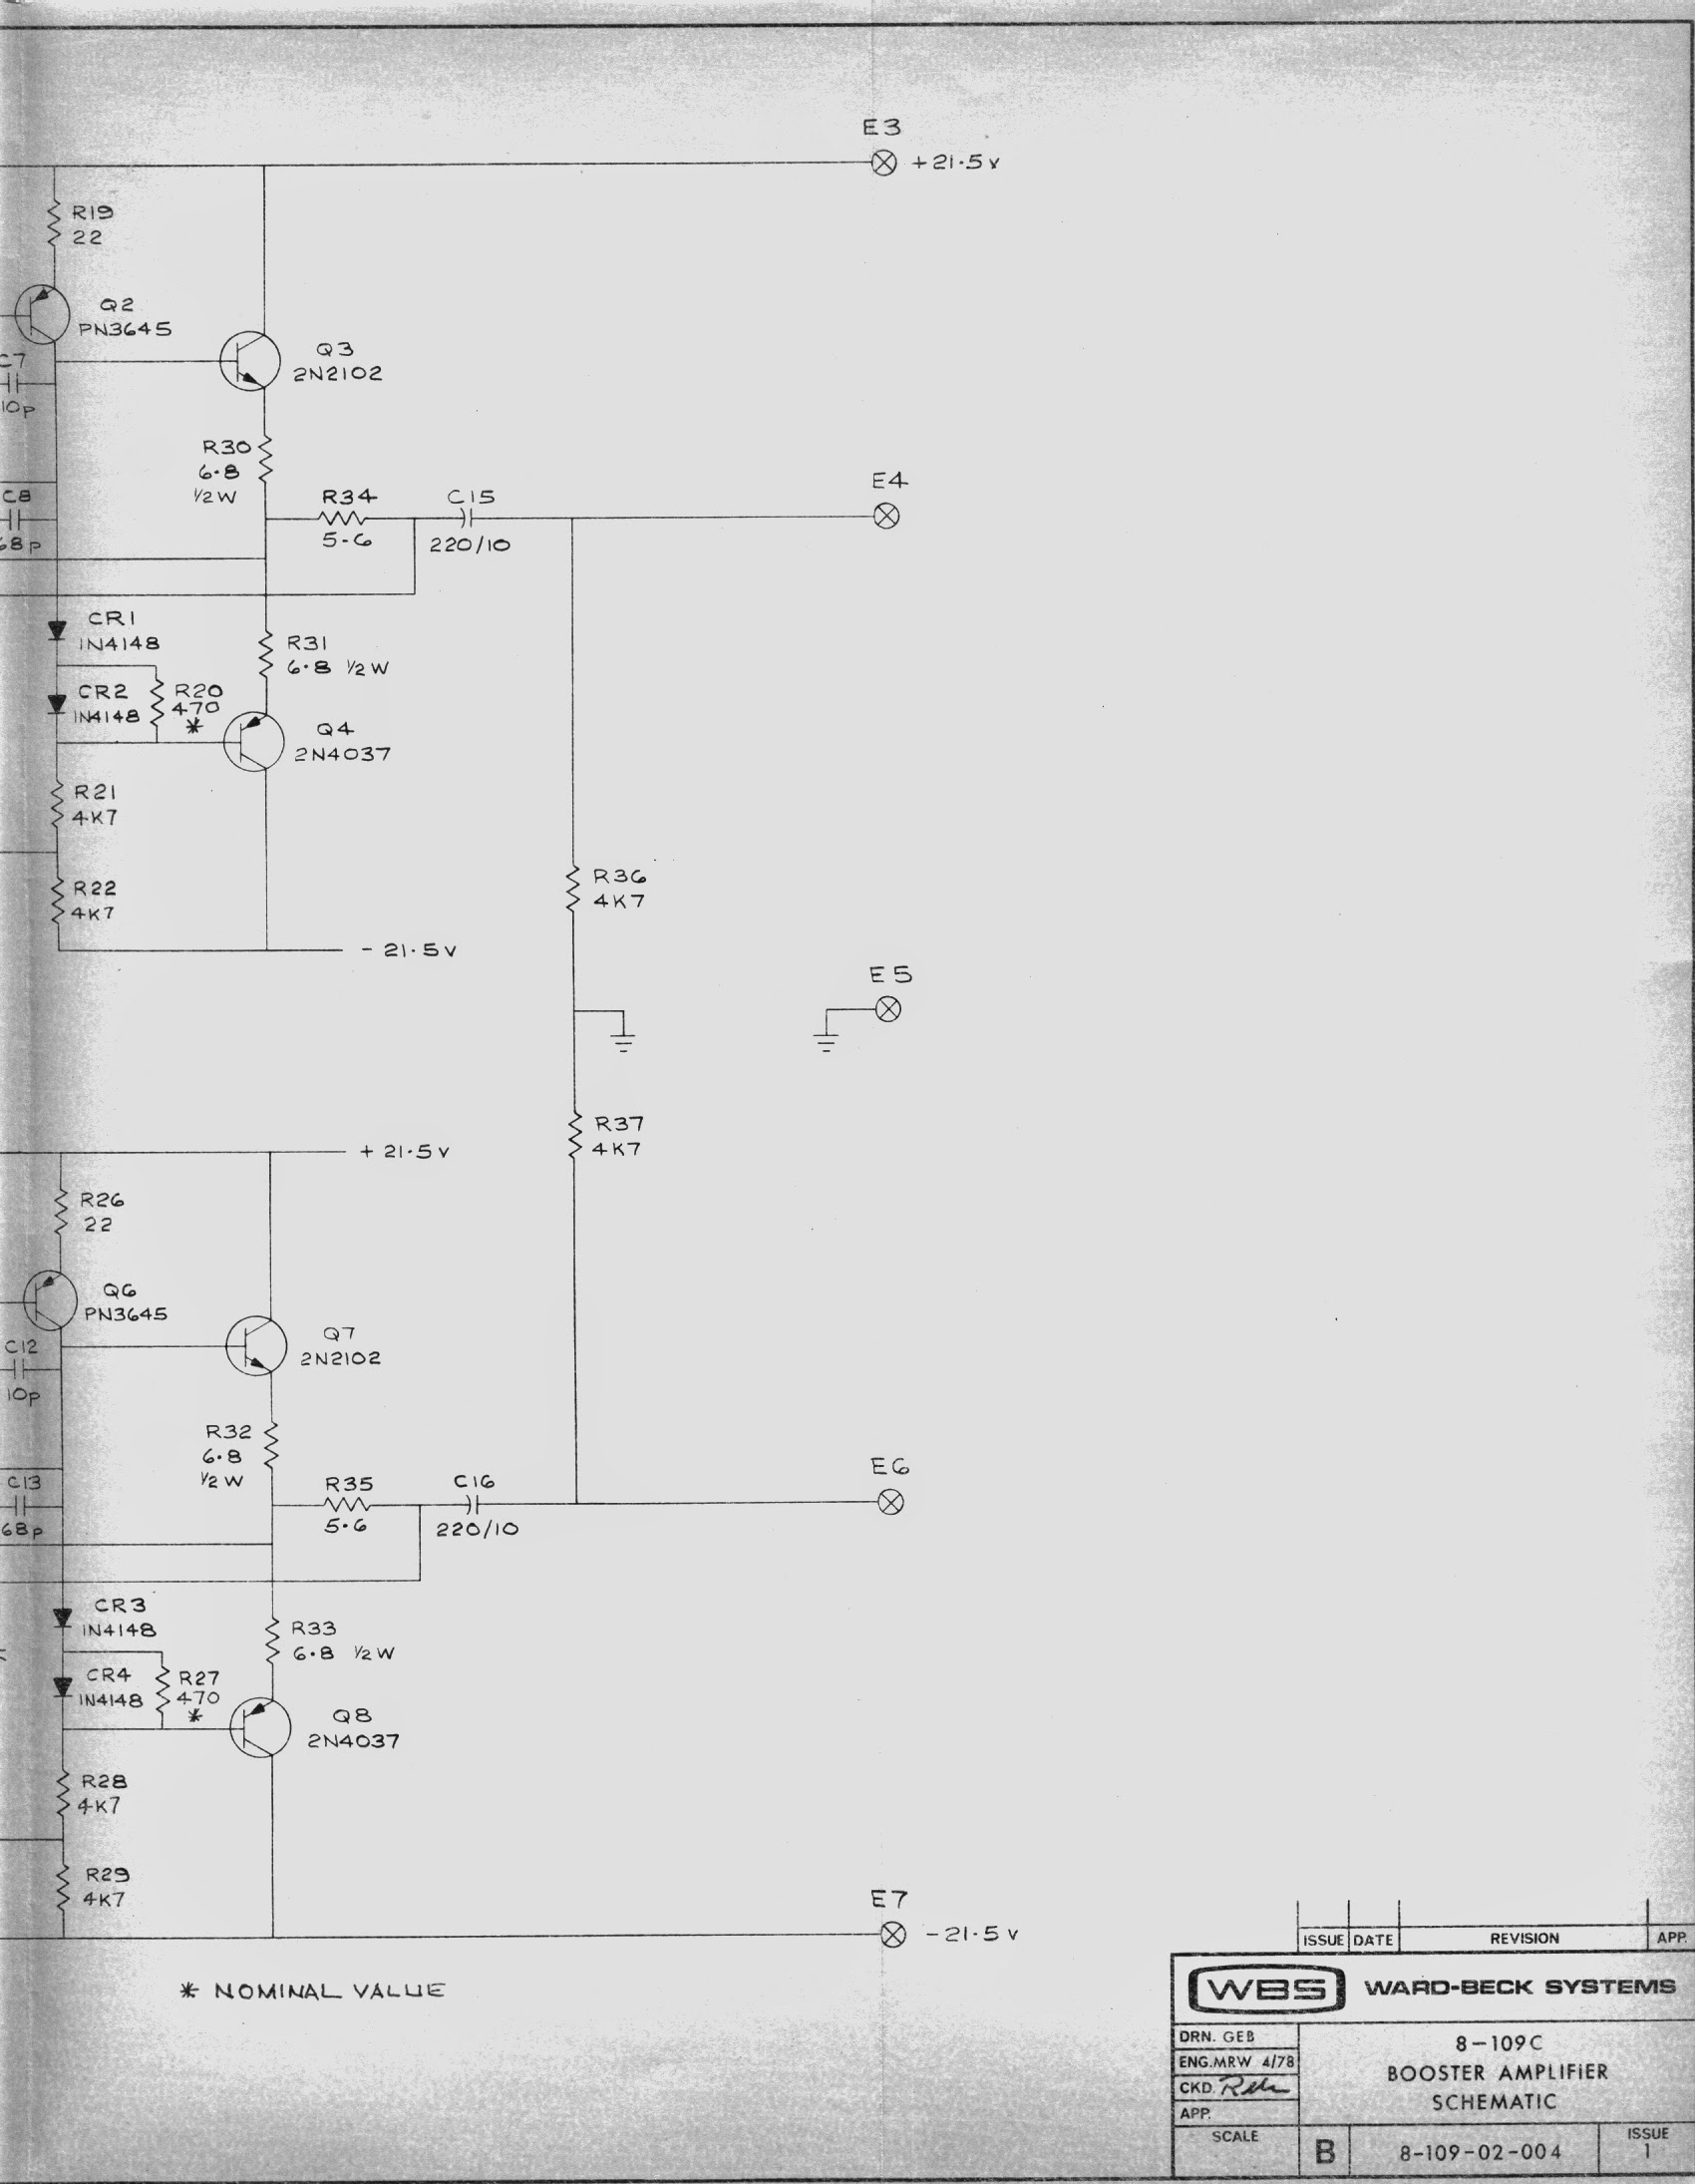 E3
+21.5v
R19
22
Q2
PN3645
C7
10p
Q3
2N2102
R30
6.8
1/2W
C8
68p
R34
5.6
C15
220/10
E4
CR1
IN4148
R31
6.8 1/2W
CR2
IN4148
R20
470
*
Q4
2N4037
R21
4K7
R22
4K7
- 21.5v
R36
4K7
E5
R37
4K7
+ 21.5v
R26
22
Q6
PN3645
C12
10p
Q7
2N2102
R32
6.8
1/2W
C13
68p
R35
5.6
C16
220/10
E6
CR3
IN4148
R33
6.8 1/2W
CR4
IN4148
R27
470
*
Q8
2N4037
R28
4K7
R29
4K7
E7
-21.5v
* NOMINAL VALUE
ISSUE DATE REVISION APP.
WBS WARD-BECK SYSTEMS
DRN. GEB
ENG. MRW 4/78
CKD.
APP.
SCALE
8-109C
BOOSTER AMPLIFIER
SCHEMATIC
B
8-109-02-004
ISSUE
1